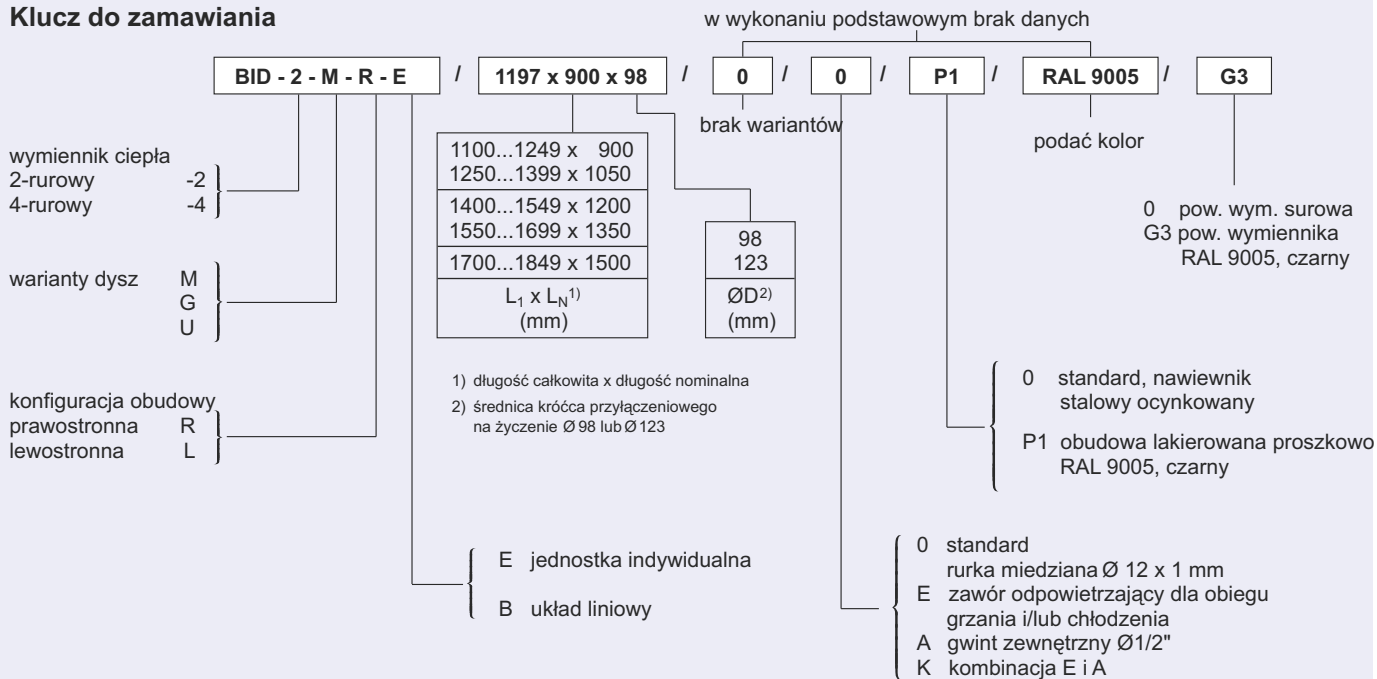 Klucz do zamawiania
w wykonaniu podstawowym brak danych
BID - 2 - M - R - E / 1197 x 900 x 98 / 0 / 0 / P1 / RAL 9005 / G3
brak wariantów
podać kolor
wymiennik ciepła
2-rurowy -2
4-rurowy -4
warianty dysz M
G
U
konfiguracja obudowy
prawostronna R
lewostronna L
1100...1249 x 900
1250...1399 x 1050
1400...1549 x 1200
1550...1699 x 1350
1700...1849 x 1500
L1 x LN1)
(mm)
98
123
ØD2)
(mm)
1) długość całkowita x długość nominalna
2) średnica króćca przyłączeniowego
na życzenie Ø 98 lub Ø 123
0 pow. wym. surowa
G3 pow. wymiennika
RAL 9005, czarny
0 standard, nawiewnik
stalowy ocynkowany
P1 obudowa lakierowana proszkowo
RAL 9005, czarny
E jednostka indywidualna
B układ liniowy
0 standard
rurka miedziana Ø 12 x 1 mm
E zawór odpowietrzający dla obiegu
grzania i/lub chłodzenia
A gwint zewnętrzny Ø1/2"
K kombinacja E i A